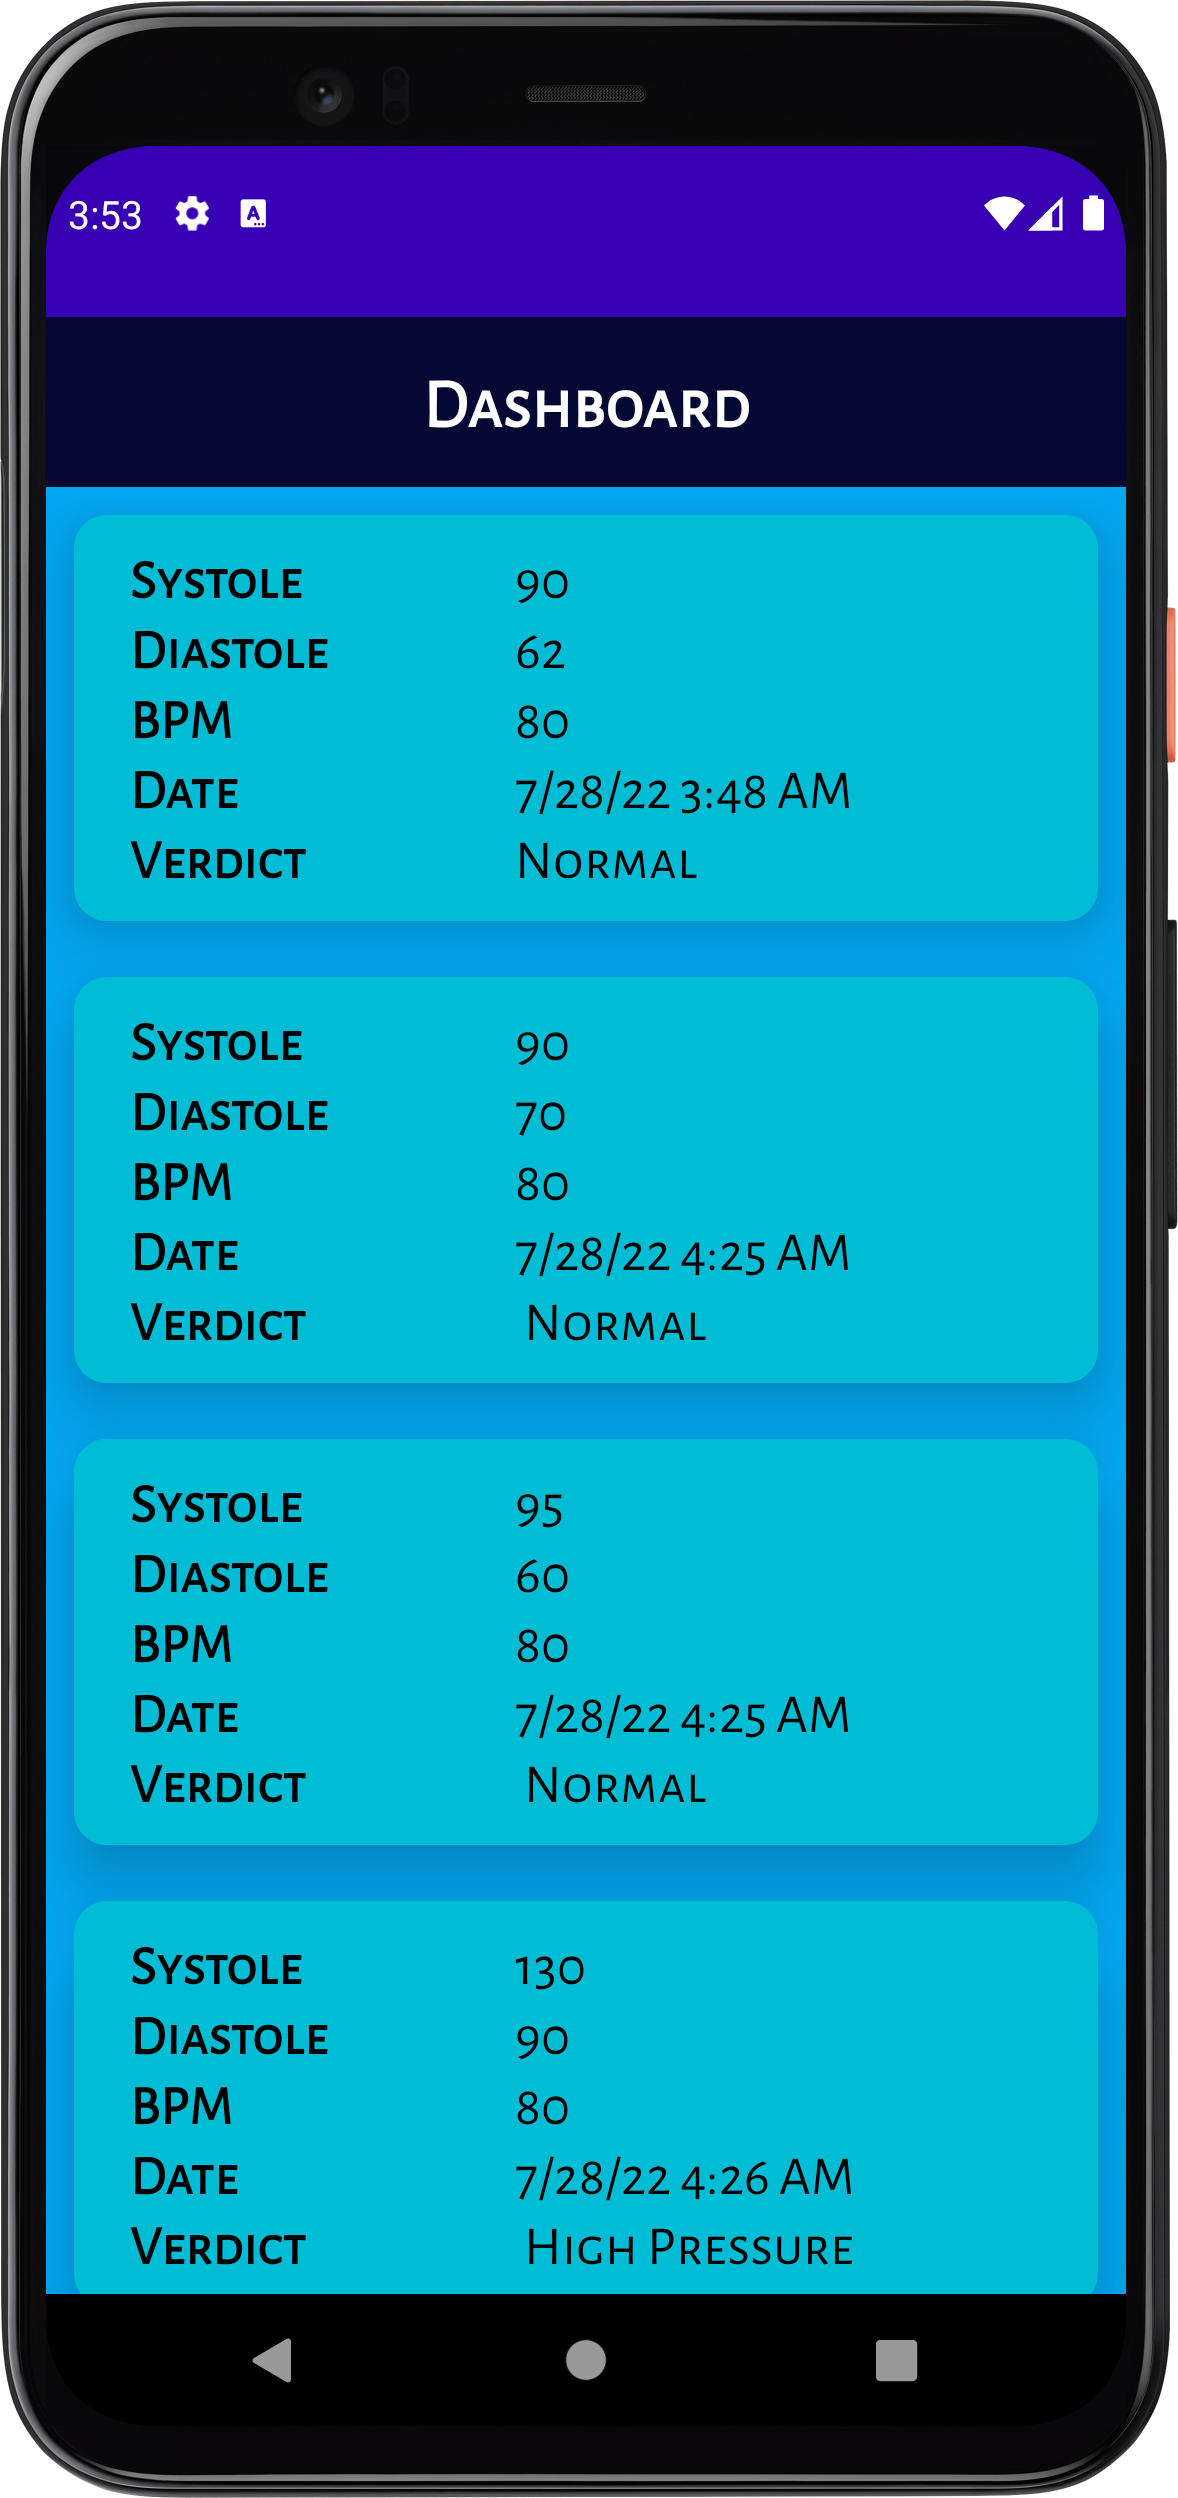 3:53
Dashboard
Systole 90
Diastole 62
BPM 80
Date 7/28/22 3:48 AM
Verdict Normal
Systole 90
Diastole 70
BPM 80
Date 7/28/22 4:25 AM
Verdict Normal
Systole 95
Diastole 60
BPM 80
Date 7/28/22 4:25 AM
Verdict Normal
Systole 130
Diastole 90
BPM 80
Date 7/28/22 4:26 AM
Verdict High Pressure